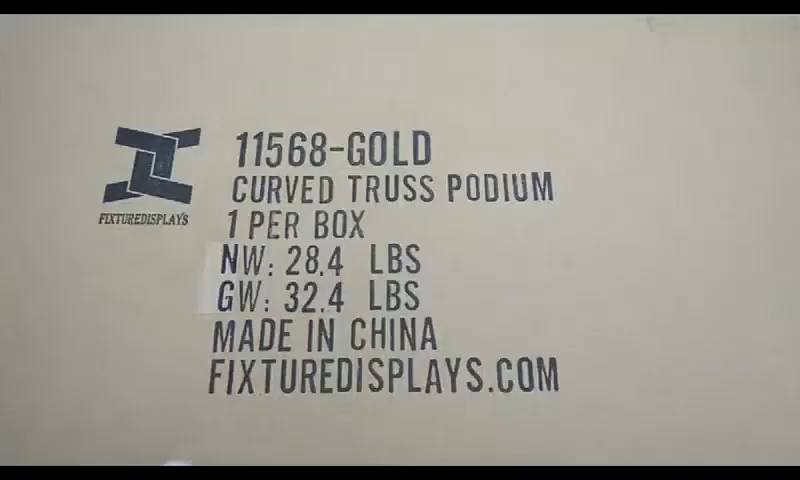 11568-GOLD
CURVED TRUSS PODIUM
1 PER BOX
NW: 28.4 LBS
GW: 32.4 LBS
MADE IN CHINA
FIXTUREDISPLAYS.COM
FIXTUREDISPLAYS